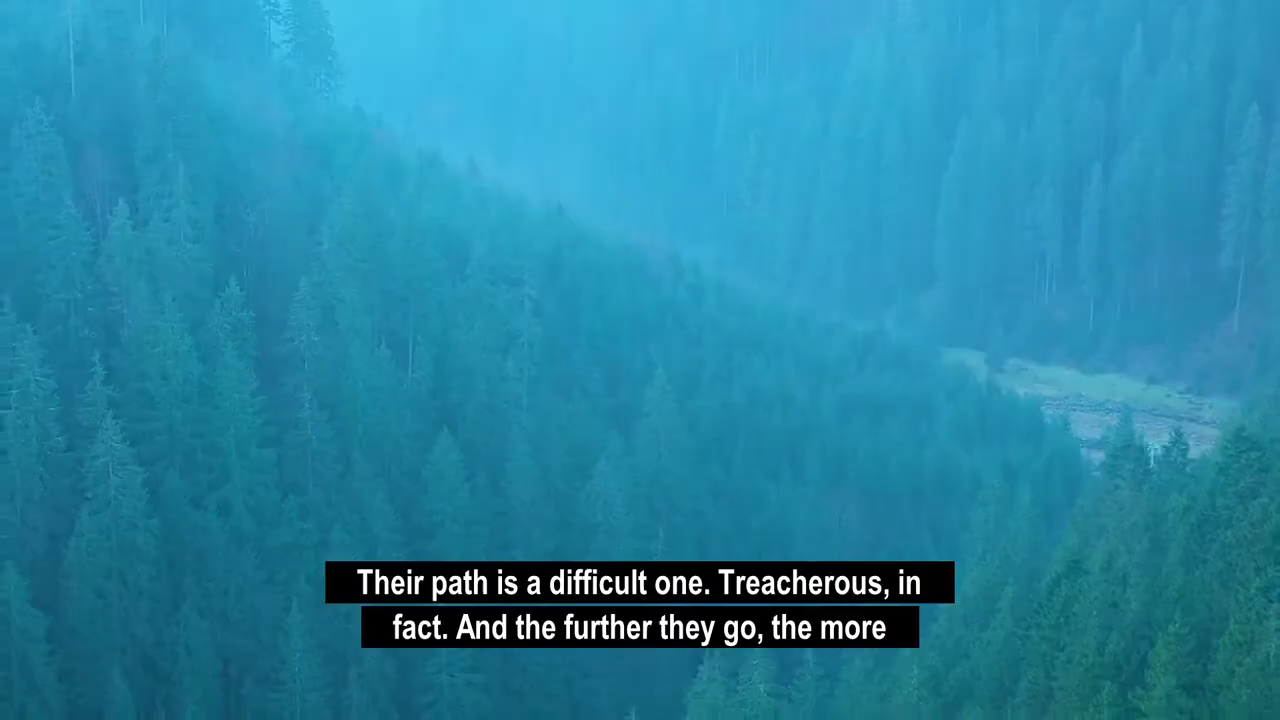 Their path is a difficult one. Treacherous, in
fact. And the further they go, the more